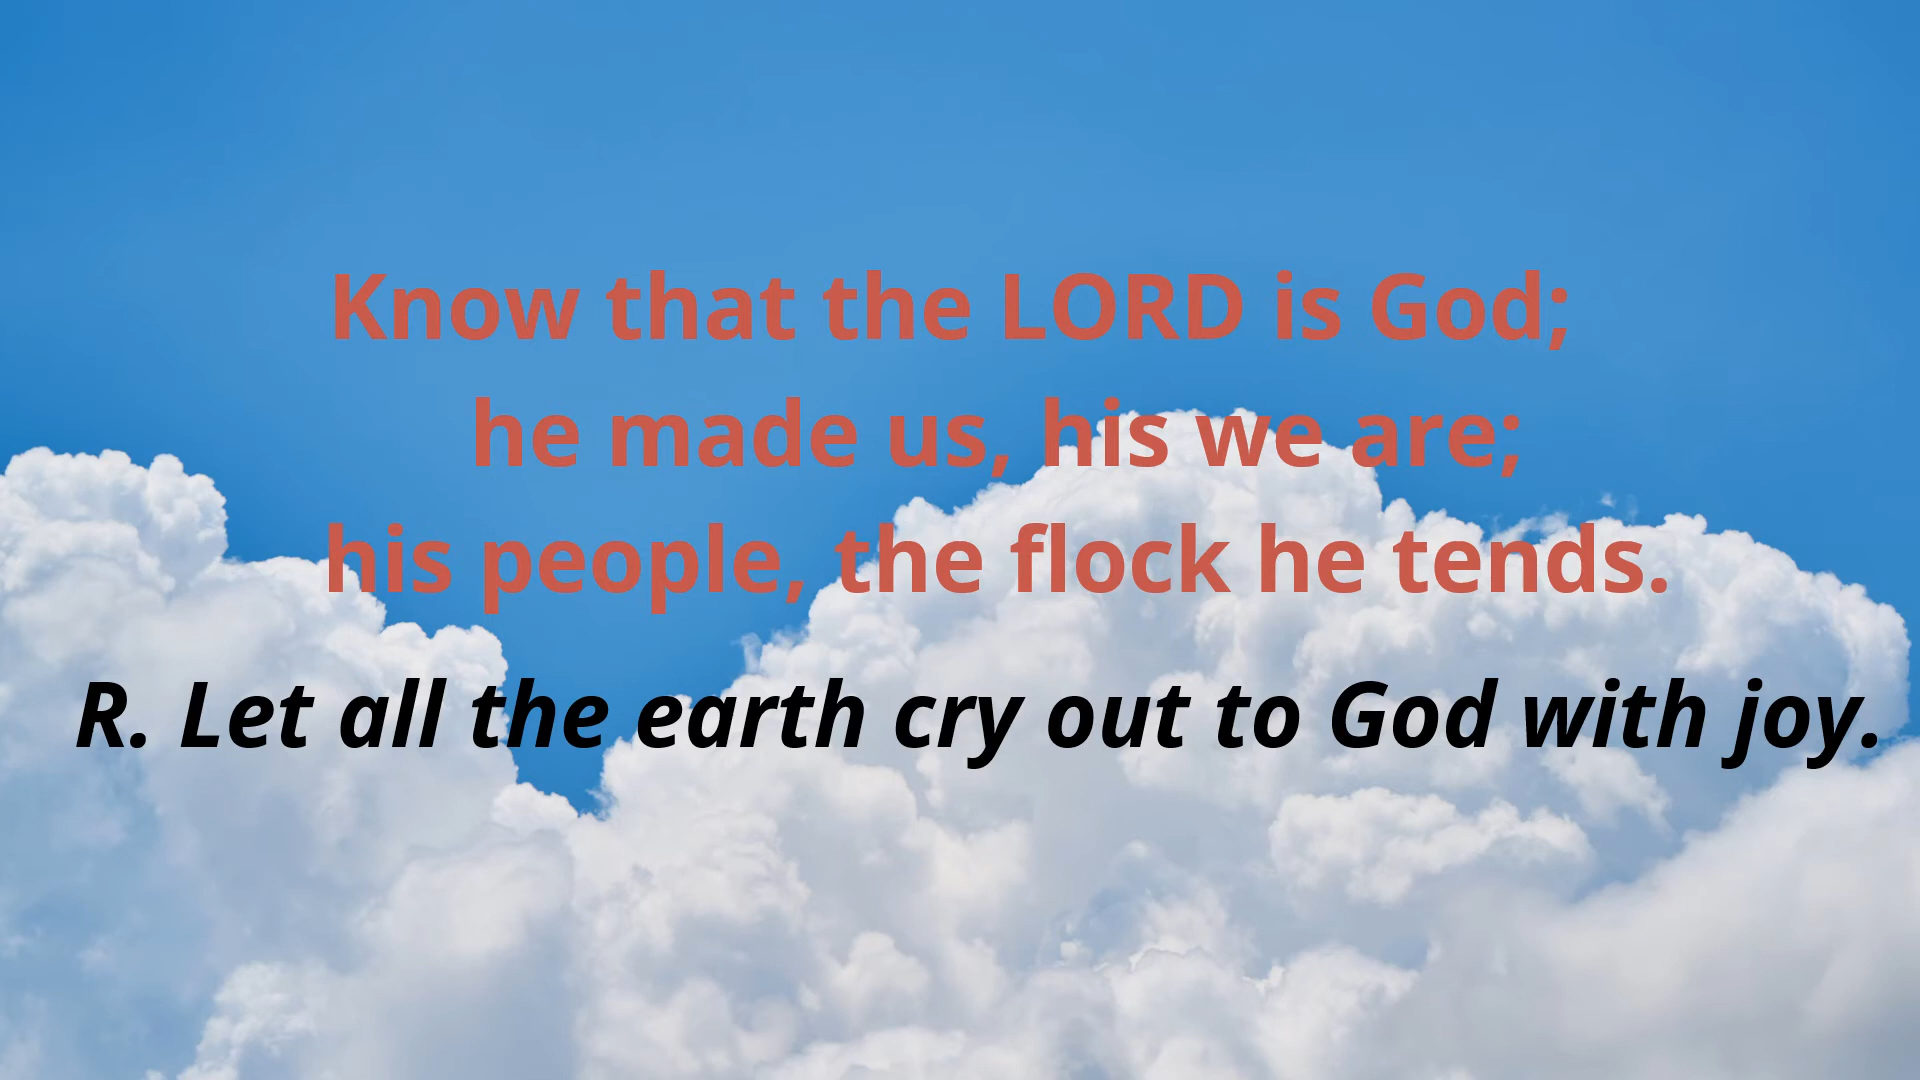 Know that the LORD is God;
he made us, his we are;
his people, the flock he tends.
R. Let all the earth cry out to God with joy.